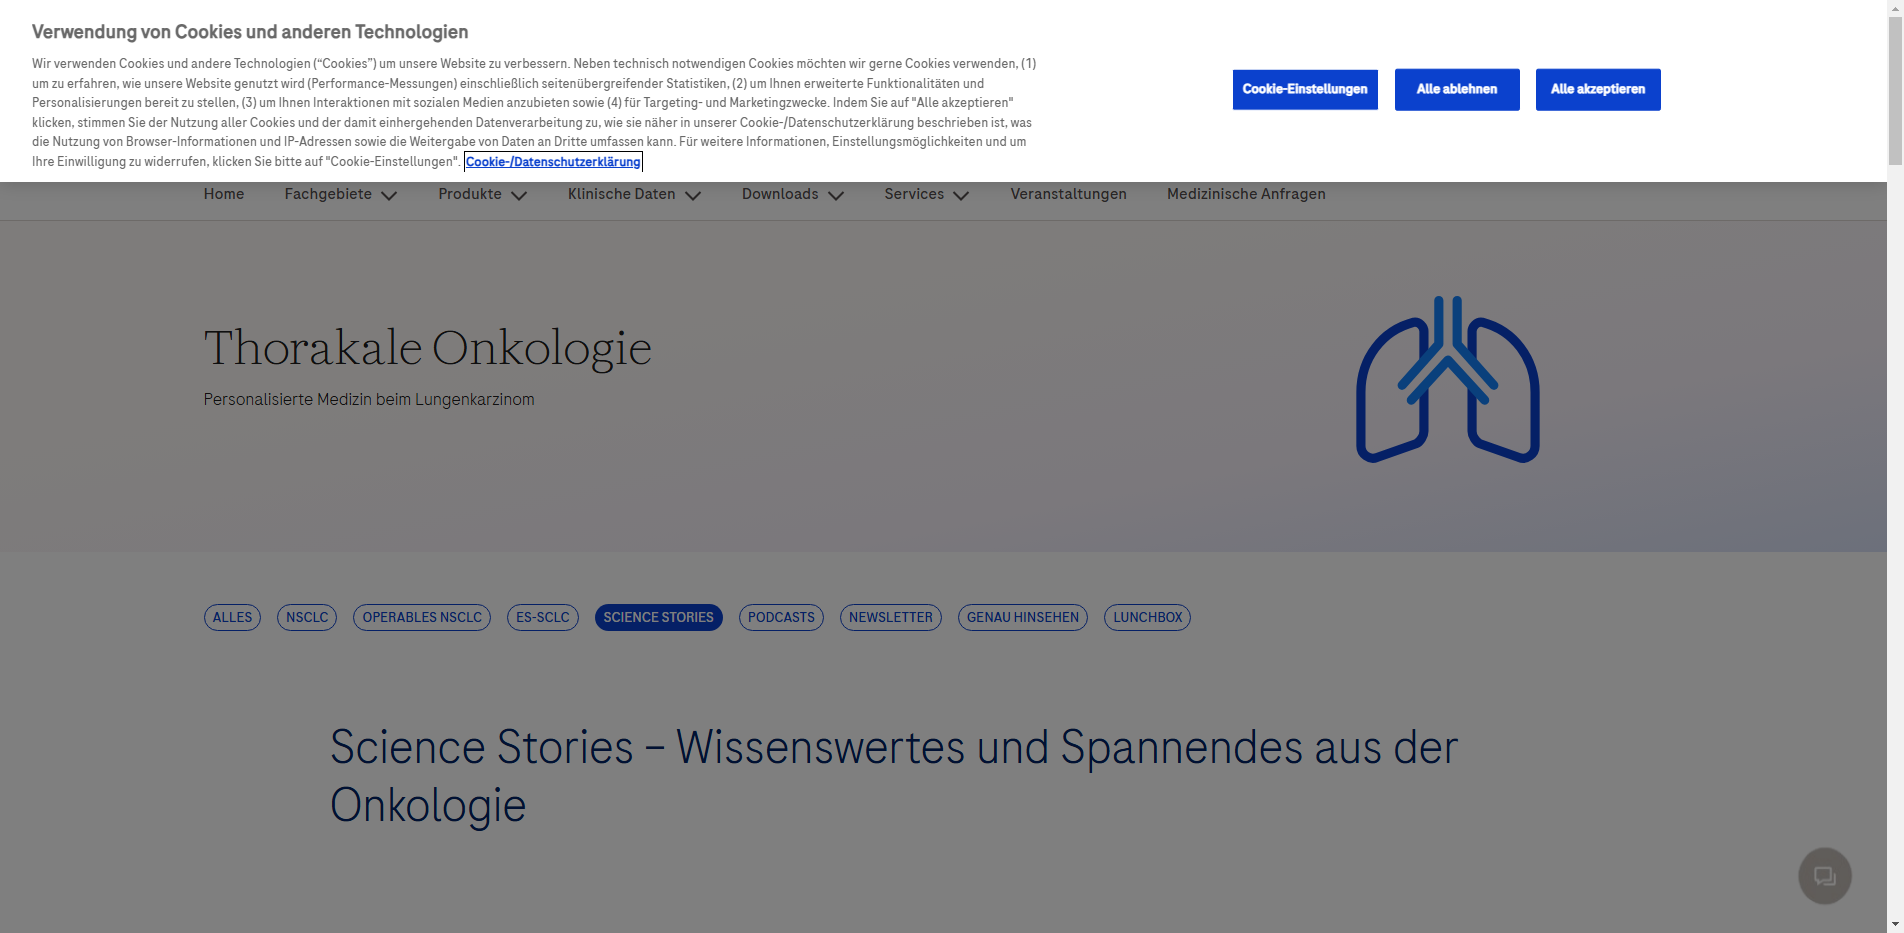 Verwendung von Cookies und anderen Technologien
Wir verwenden Cookies und andere Technologien (“Cookies”) um unsere Website zu verbessern. Neben technisch notwendigen Cookies möchten wir gerne Cookies verwenden, (1)
um zu erfahren, wie unsere Website genutzt wird (Performance-Messungen) einschließlich seitenübergreifender Statistiken, (2) um Ihnen erweiterte Funktionalitäten und
Personalisierungen bereit zu stellen, (3) um Ihnen Interaktionen mit sozialen Medien anzubieten sowie (4) für Targeting- und Marketingzwecke. Indem Sie auf "Alle akzeptieren"
klicken, stimmen Sie der Nutzung aller Cookies und der damit einhergehenden Datenverarbeitung zu, wie sie näher in unserer Cookie-/Datenschutzerklärung beschrieben ist, was
die Nutzung von Browser-Informationen und IP-Adressen sowie die Weitergabe von Daten an Dritte umfassen kann. Für weitere Informationen, Einstellungsmöglichkeiten und um
Ihre Einwilligung zu widerrufen, klicken Sie bitte auf "Cookie-Einstellungen". Cookie-/Datenschutzerklärung
Cookie-Einstellungen Alle ablehnen Alle akzeptieren
Home Fachgebiete Produkte Klinische Daten Downloads Services Veranstaltungen Medizinische Anfragen
Thorakale Onkologie
Personalisierte Medizin beim Lungenkarzinom
ALLES NSCLC OPERABLES NSCLC ES-SCLC SCIENCE STORIES PODCASTS NEWSLETTER GENAU HINSEHEN LUNCHBOX
Science Stories – Wissenswertes und Spannendes aus der
Onkologie